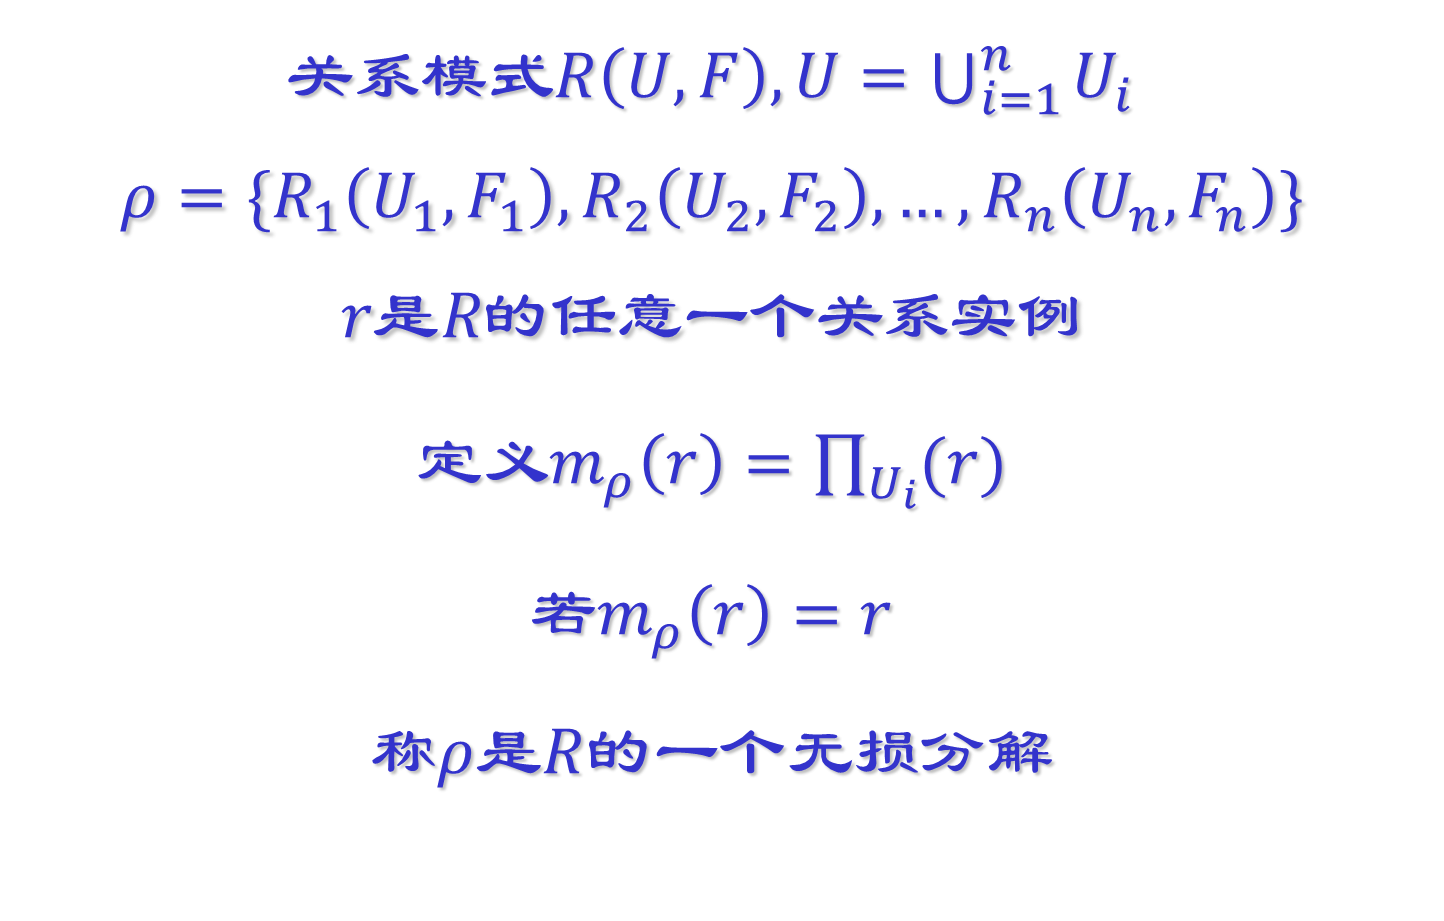 关系模式R(U,F),U = ⋃ⁿᵢ₌₁ Uᵢ
ρ = {R₁(U₁,F₁),R₂(U₂,F₂),…,Rₙ(Uₙ,Fₙ)}
r是R的任意一个关系实例
定义m_ρ(r) = ∏_{Uᵢ}(r)
若m_ρ(r) = r
称ρ是R的一个无损分解